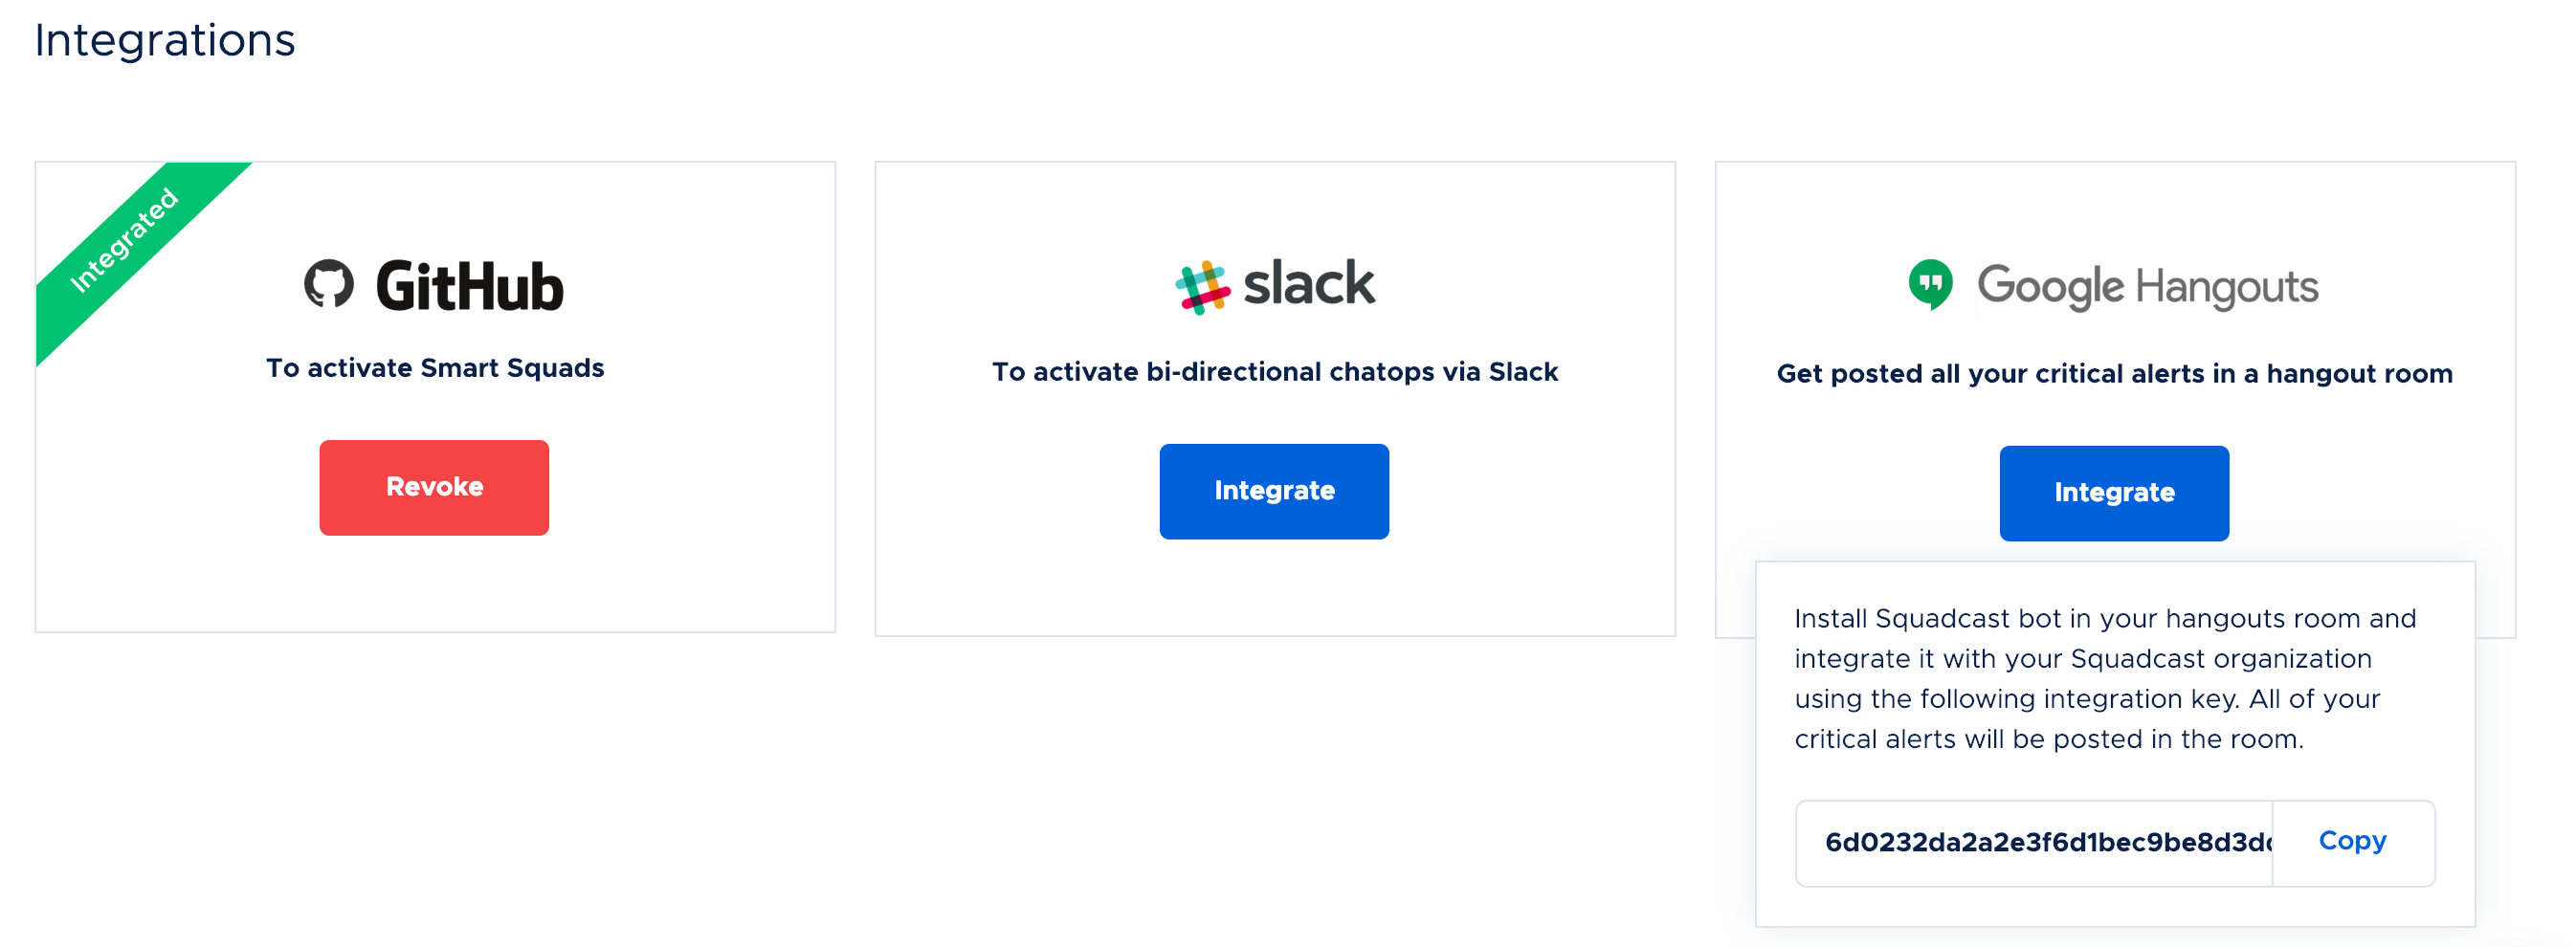 Integrations
Integrated
GitHub
To activate Smart Squads
Revoke
slack
To activate bi-directional chatops via Slack
Integrate
Google Hangouts
Get posted all your critical alerts in a hangout room
Integrate
Install Squadcast bot in your hangouts room and
integrate it with your Squadcast organization
using the following integration key. All of your
critical alerts will be posted in the room.
6d0232da2a2e3f6d1bec9be8d3d
Copy